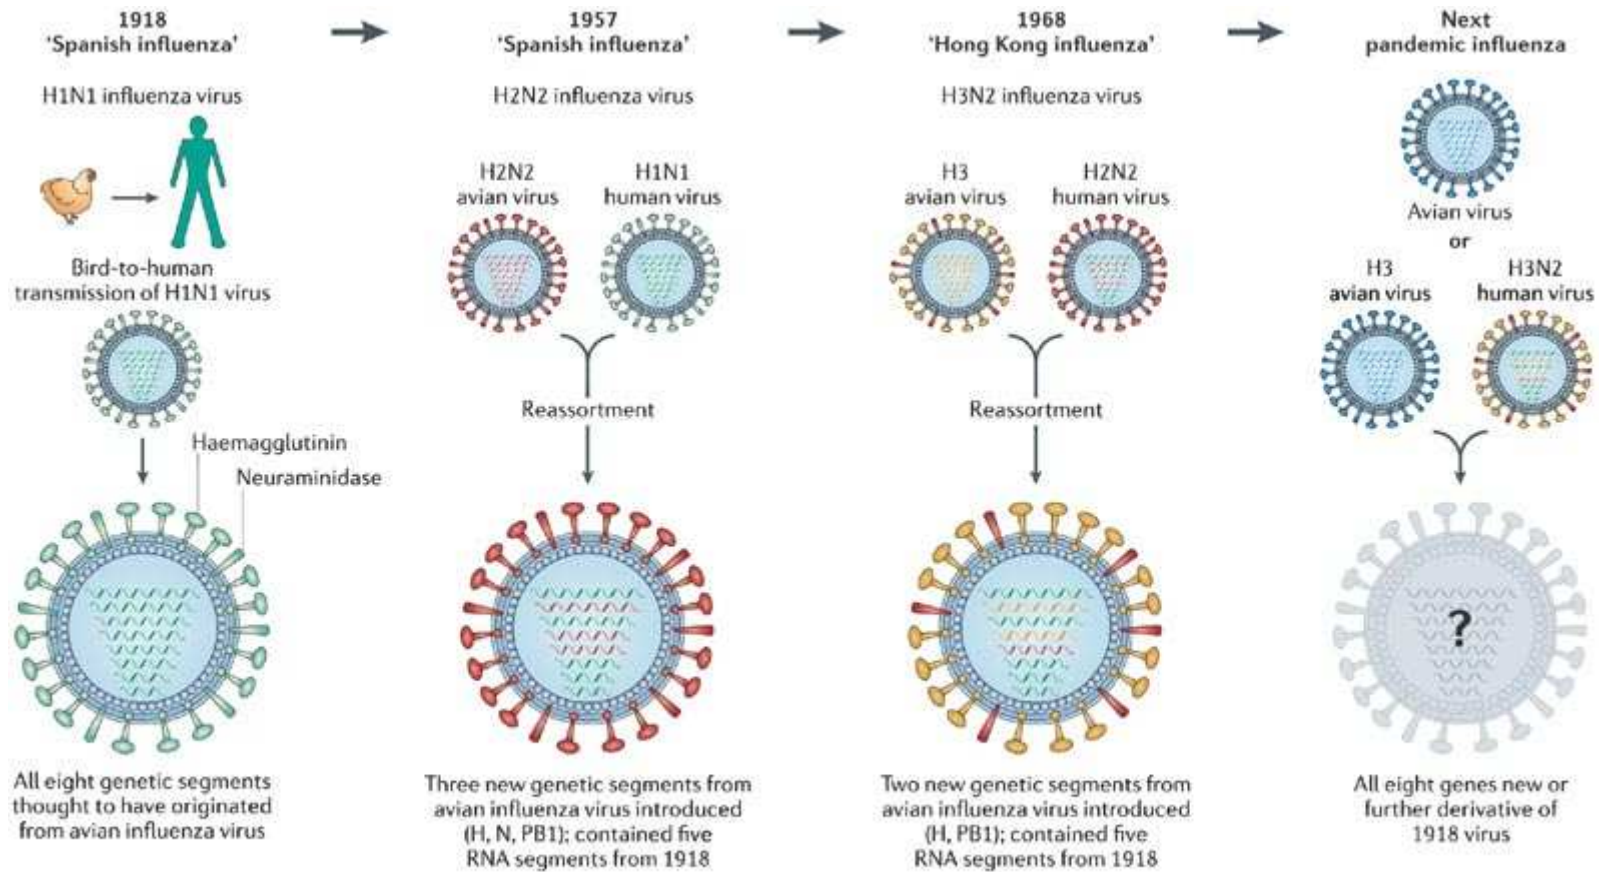 1918
'Spanish influenza'
H1N1 influenza virus
Bird-to-human
transmission of H1N1 virus
Haemagglutinin
Neuraminidase
All eight genetic segments
thought to have originated
from avian influenza virus
1957
'Spanish influenza'
H2N2 influenza virus
H2N2
avian virus
H1N1
human virus
Reassortment
Three new genetic segments from
avian influenza virus introduced
(H, N, PB1); contained five
RNA segments from 1918
1968
'Hong Kong influenza'
H3N2 influenza virus
H3
avian virus
H2N2
human virus
Reassortment
Two new genetic segments from
avian influenza virus introduced
(H, PB1); contained five
RNA segments from 1918
Next
pandemic influenza
Avian virus
or
H3
avian virus
H3N2
human virus
?
All eight genes new or
further derivative of
1918 virus